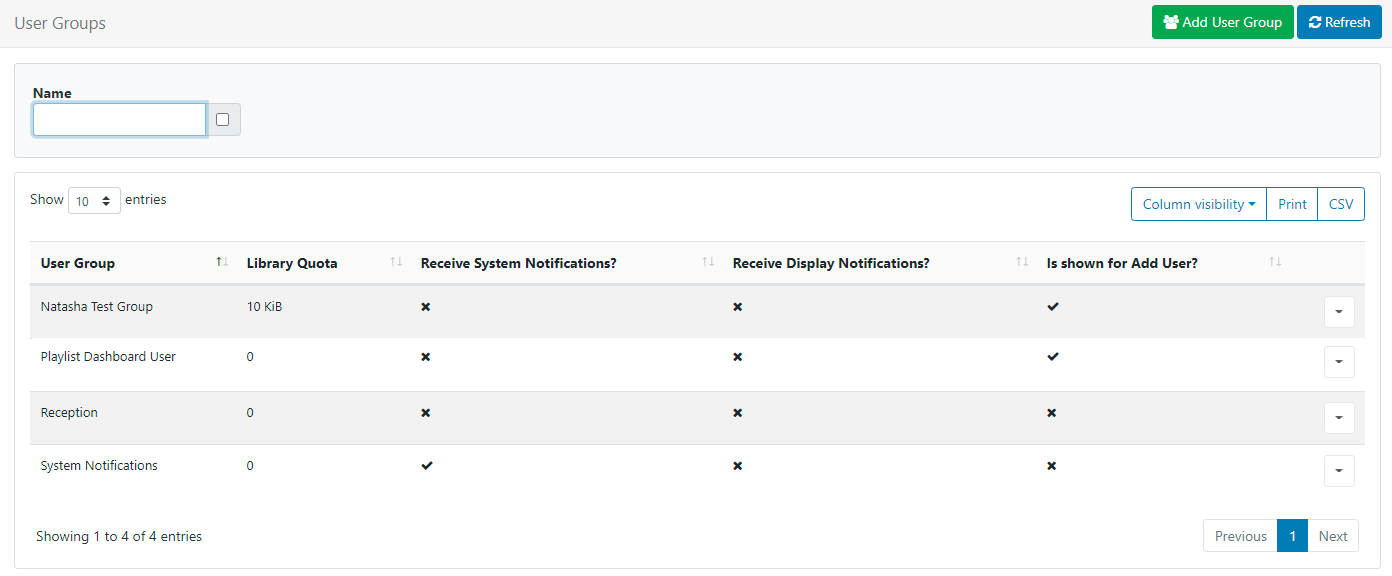 User Groups Add User Group Refresh
Name
Show 10 entries Column visibility Print CSV
User Group Library Quota Receive System Notifications? Receive Display Notifications? Is shown for Add User?
Natasha Test Group 10 KiB
Playlist Dashboard User 0
Reception 0
System Notifications 0
Showing 1 to 4 of 4 entries Previous 1 Next